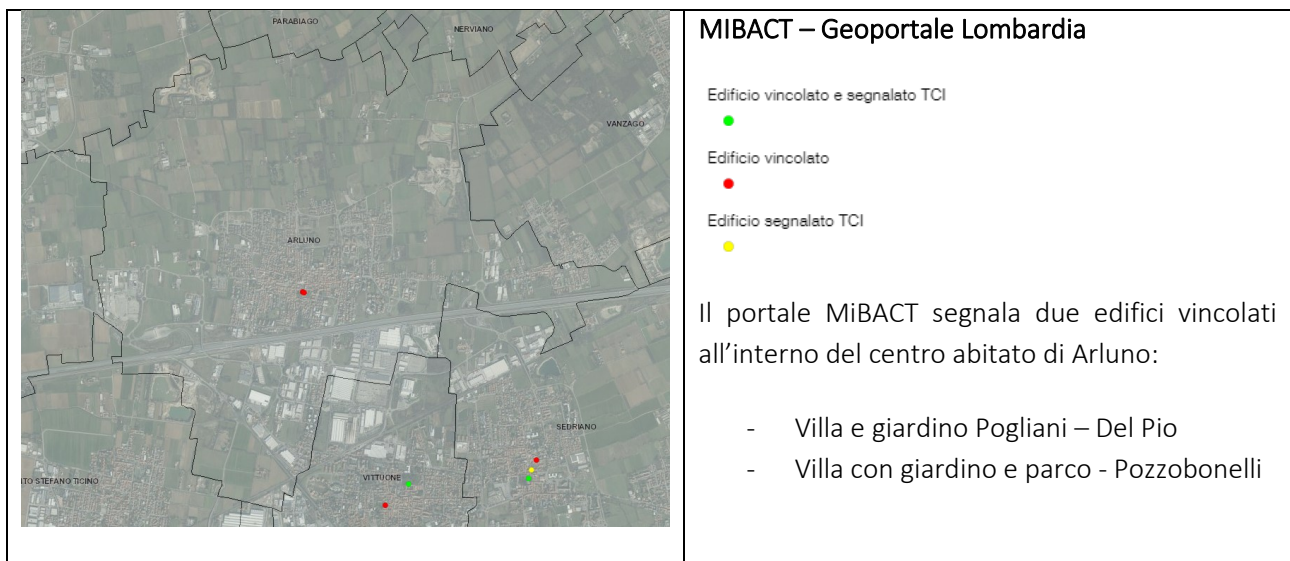 PARABIAGO
NERVIANO
VANZAGO
ARLUNO
SEDRIANO
VITTUONE
TO STEFANO TICINO
MIBACT – Geoportale Lombardia
Edificio vincolato e segnalato TCI
Edificio vincolato
Edificio segnalato TCI
Il portale MiBACT segnala due edifici vincolati
all’interno del centro abitato di Arluno:
- Villa e giardino Pogliani – Del Pio
- Villa con giardino e parco - Pozzobonelli